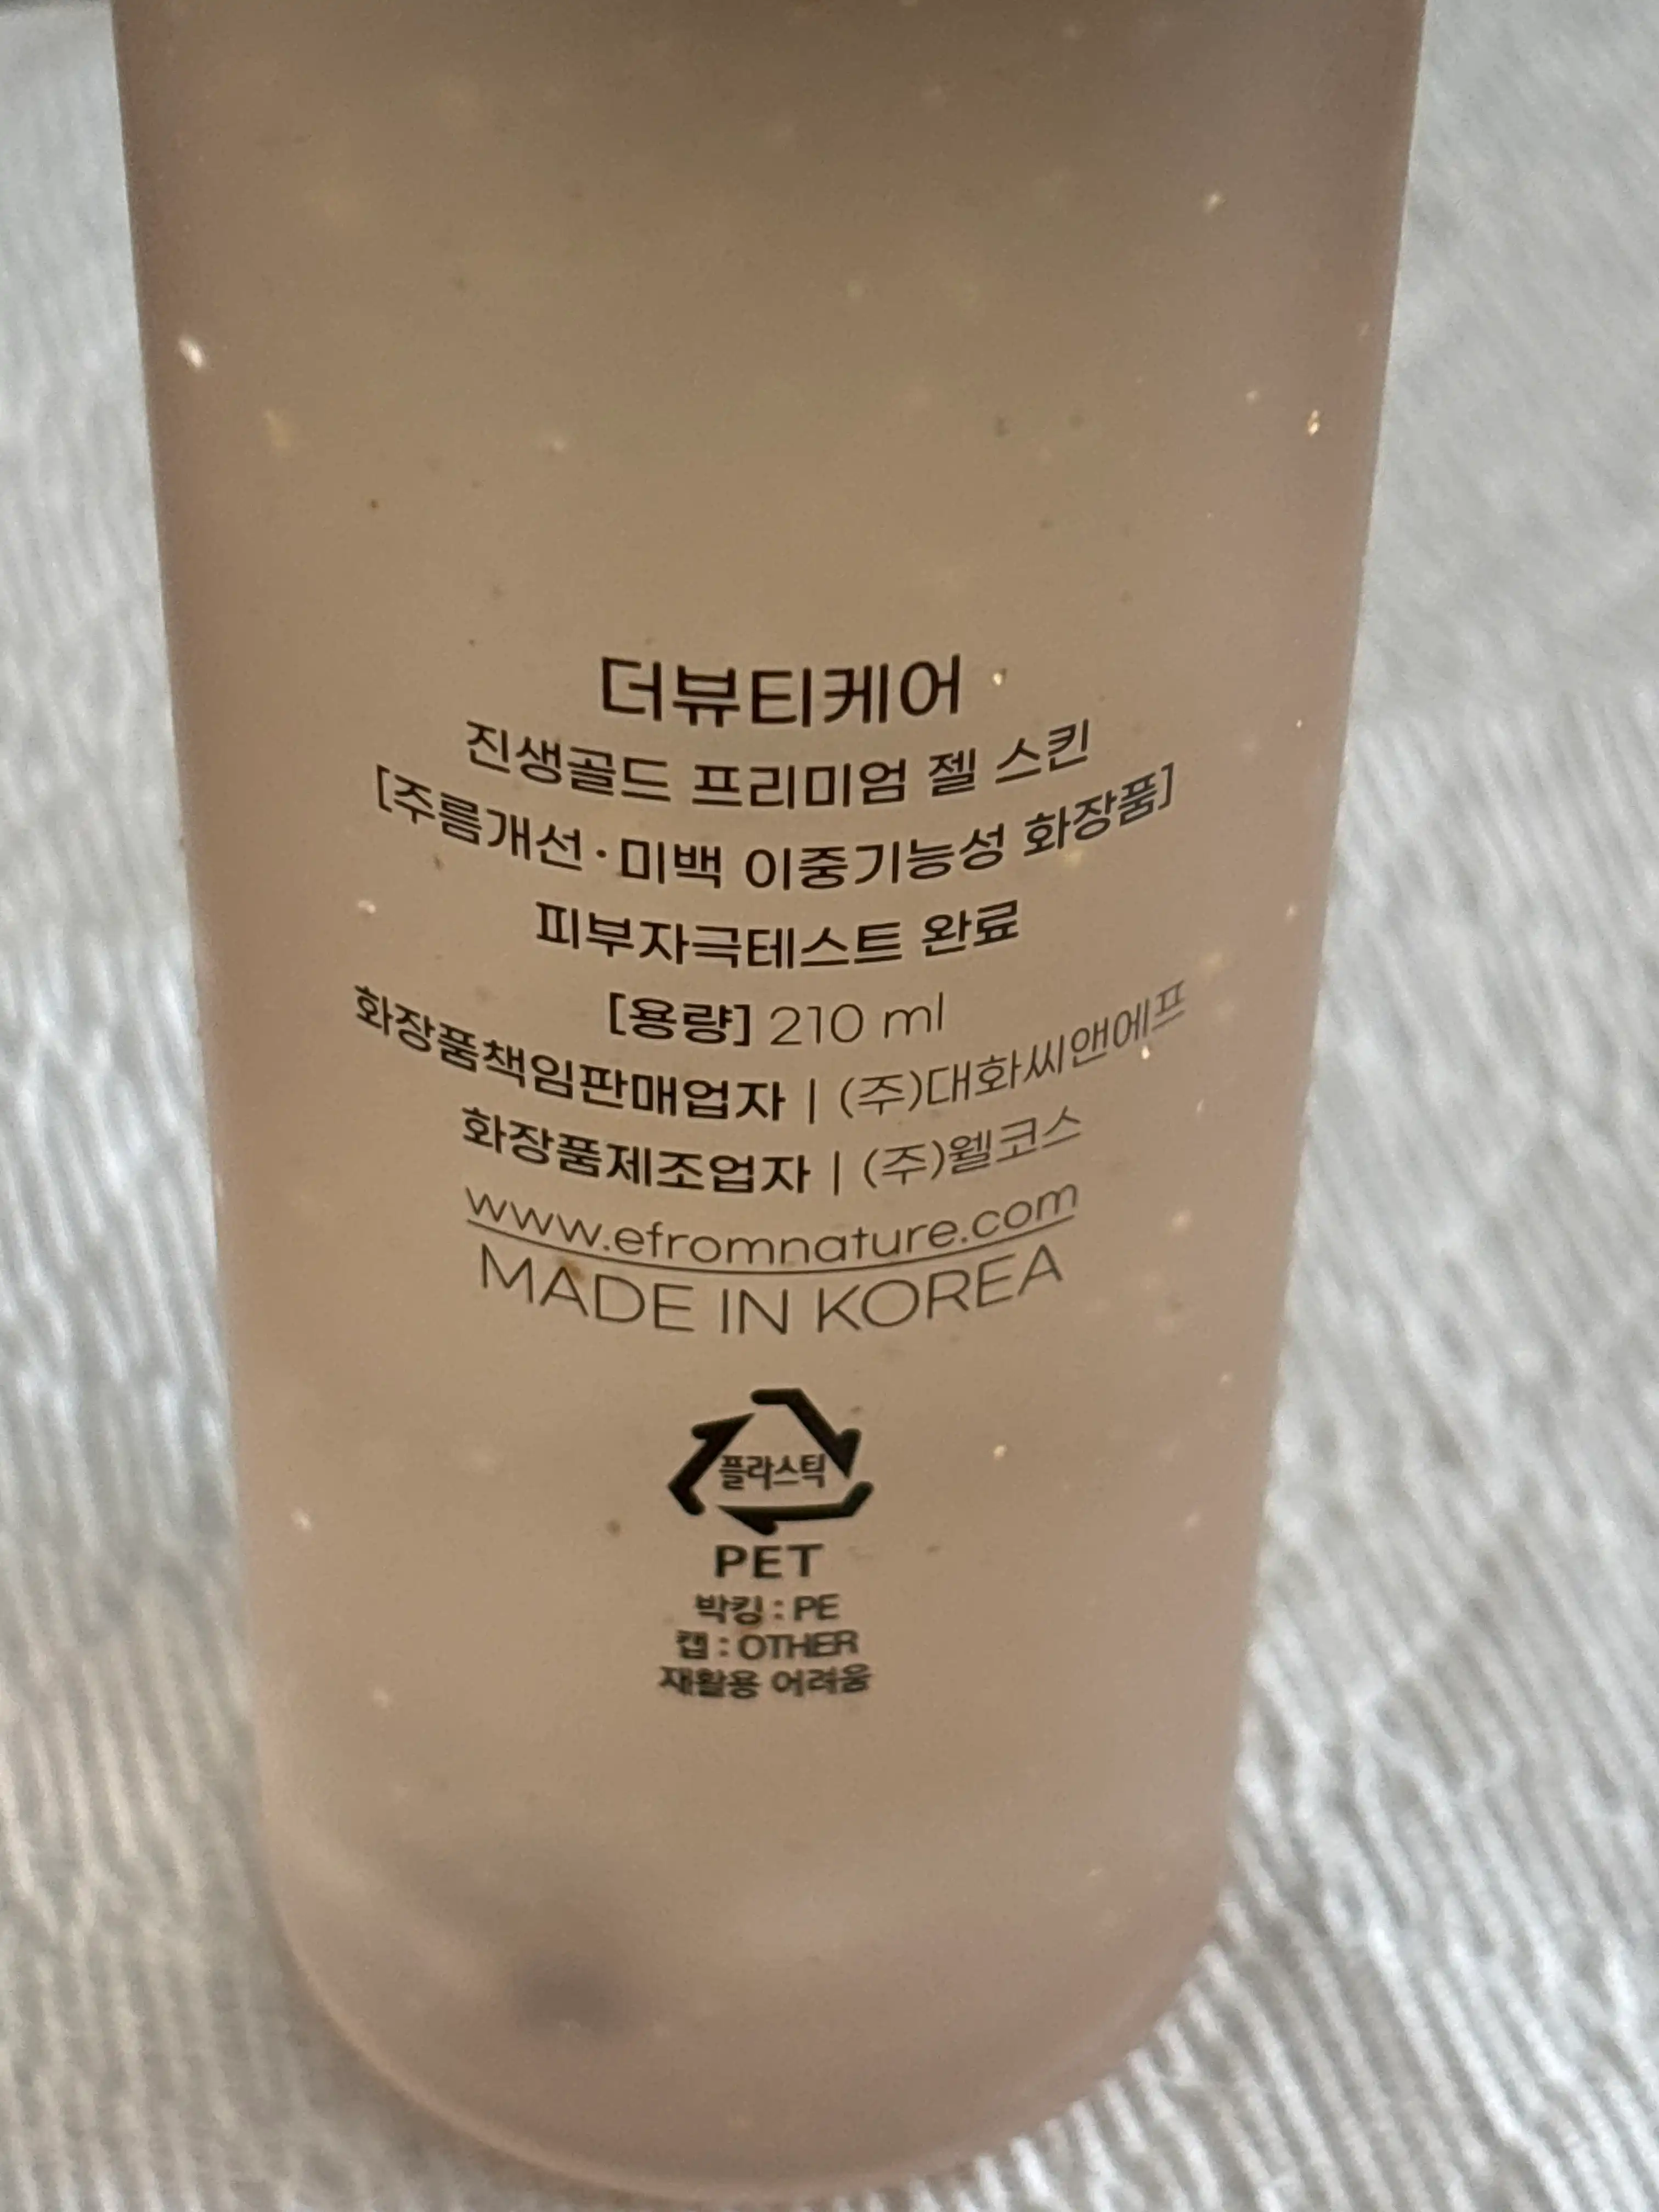 더뷰티케어
진생골드 프리미엄 젤 스킨
[주름개선·미백 이중기능성 화장품]
피부자극테스트 완료
[용량] 210 ml
화장품책임판매업자 | (주)대화씨앤에프
화장품제조업자 | (주)웰코스
www.efromnature.com
MADE IN KOREA
플라스틱
PET
박킹 : PE
캡 : OTHER
재활용 어려움